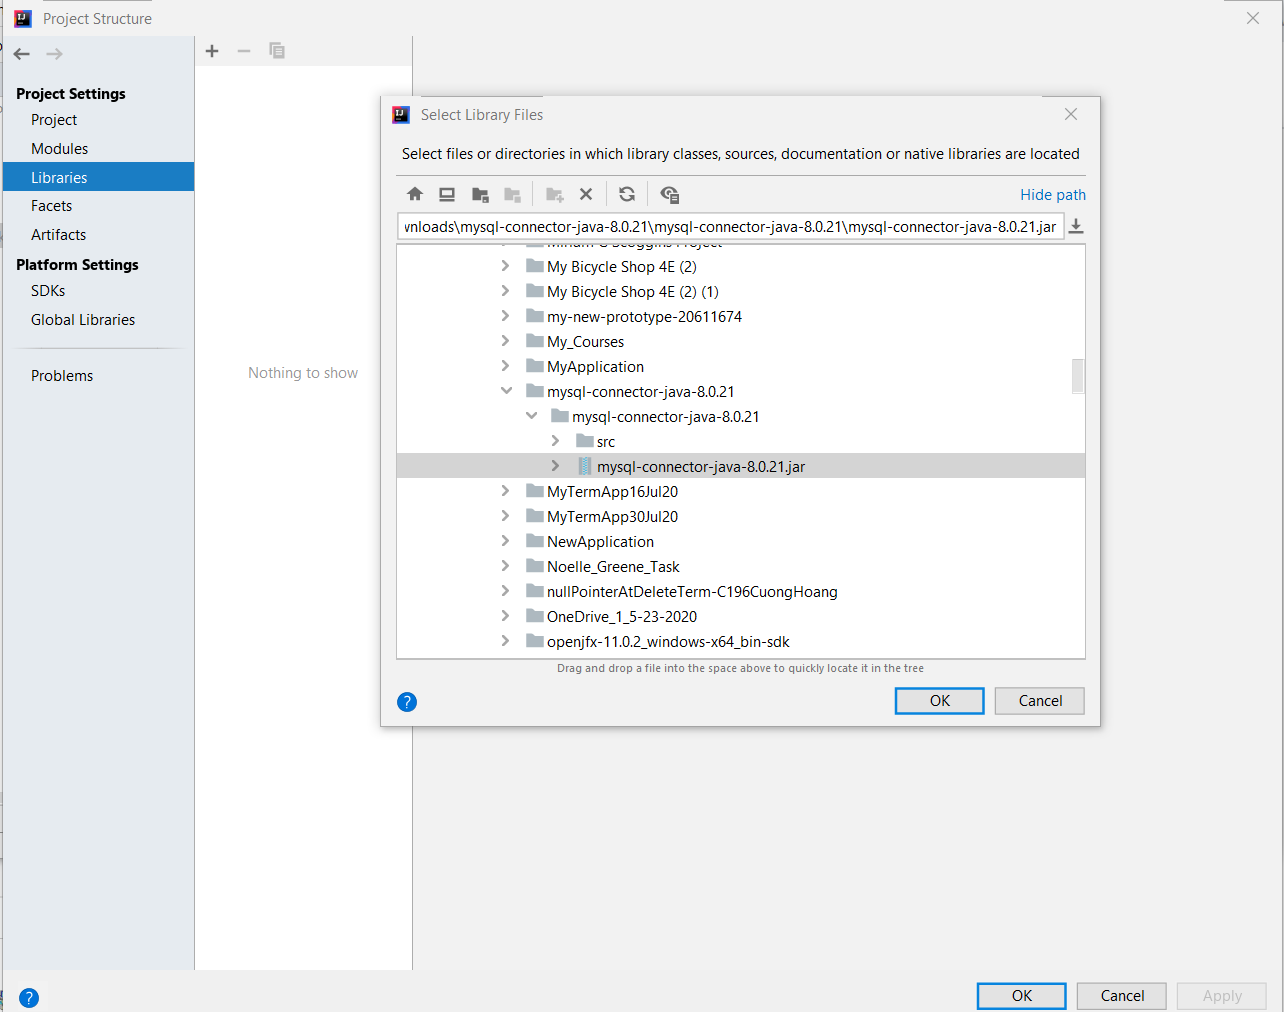 Project Structure
Project Settings
Project
Modules
Libraries
Facets
Artifacts
Platform Settings
SDKs
Global Libraries
Problems
Nothing to show
Select Library Files
Select files or directories in which library classes, sources, documentation or native libraries are located
Hide path
wnloads\mysql-connector-java-8.0.21\mysql-connector-java-8.0.21\mysql-connector-java-8.0.21.jar
My Bicycle Shop 4E (2)
My Bicycle Shop 4E (2) (1)
my-new-prototype-20611674
My_Courses
MyApplication
mysql-connector-java-8.0.21
mysql-connector-java-8.0.21
src
mysql-connector-java-8.0.21.jar
MyTermApp16Jul20
MyTermApp30Jul20
NewApplication
Noelle_Greene_Task
nullPointerAtDeleteTerm-C196CuongHoang
OneDrive_1_5-23-2020
openjfx-11.0.2_windows-x64_bin-sdk
Drag and drop a file into the space above to quickly locate it in the tree
?
OK
Cancel
?
OK
Cancel
Apply